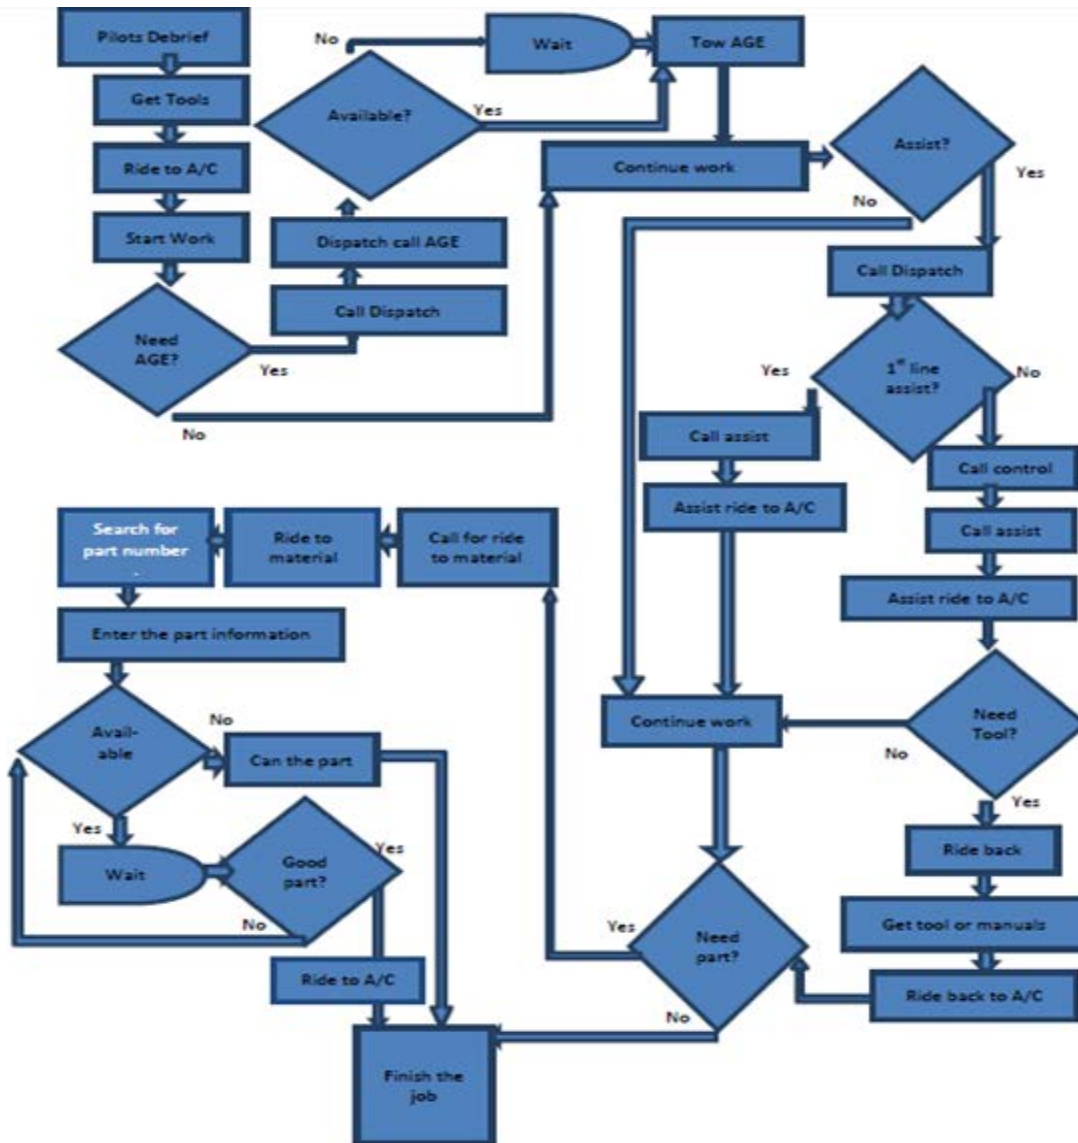 Pilots Debrief
Get Tools
Ride to A/C
Start Work
Need
AGE?
Yes
No
Call Dispatch
Dispatch call AGE
Available?
No
Yes
Wait
Tow AGE
Continue work
Assist?
Yes
No
Call Dispatch
1st line
assist?
Yes
No
Call assist
Assist ride to A/C
Call control
Call assist
Assist ride to A/C
Need
Tool?
No
Yes
Continue work
Ride back
Get tool or manuals
Ride back to A/C
Need
part?
Yes
No
Call for ride
to material
Ride to
material
Search for
part number
.
Enter the part information
Avail-
able
No
Yes
Can the part
Wait
Good
part?
Yes
No
Ride to A/C
Finish the
job